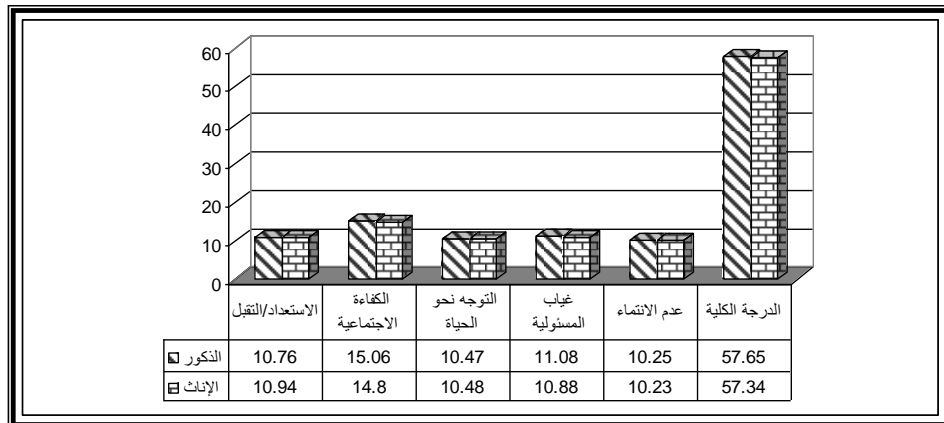 60
50
40
30
20
10
0
الاستعداد/التقبل
الكفاءة
الاجتماعية
التوجه نحو
الحياة
غياب
المسئولية
عدم الانتماء
الدرجة الكلية
الذكور 10.76 15.06 10.47 11.08 10.25 57.65
الإناث 10.94 14.8 10.48 10.88 10.23 57.34